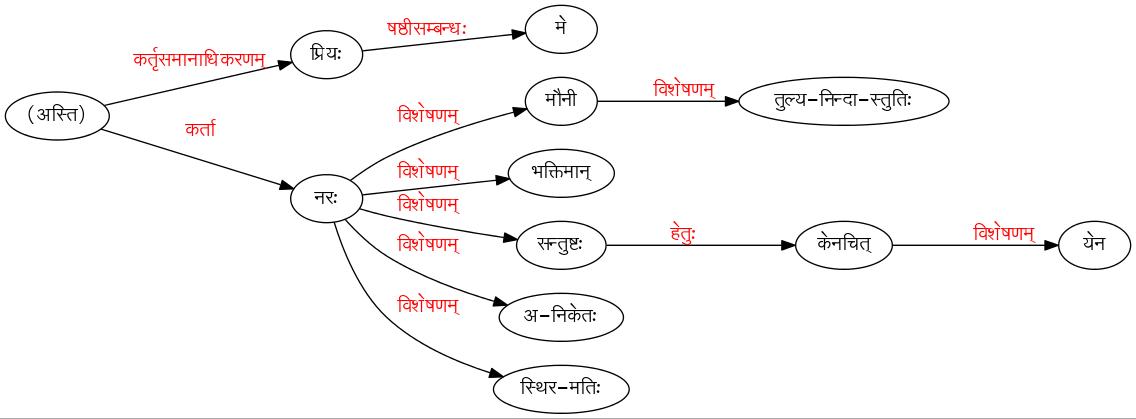 मे
षष्ठीसम्बन्धः
प्रियः
कर्तृसमानाधिकरणम्
मौनी
विशेषणम्
तुल्य-निन्दा-स्तुतिः
विशेषणम्
(अस्ति)
कर्ता
विशेषणम्
भक्तिमान्
नरः
विशेषणम्
सन्तुष्टः
हेतुः
केनचित्
विशेषणम्
येन
विशेषणम्
अ-निकेतः
विशेषणम्
स्थिर-मतिः